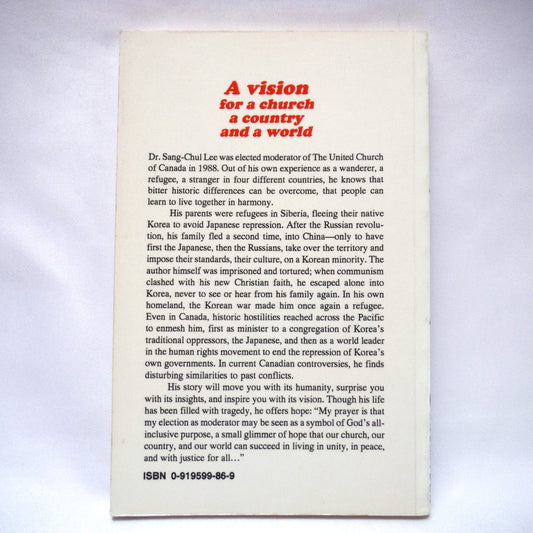 A vision
for a church
a country
and a world
Dr. Sang-Chul Lee was elected moderator of The United Church
of Canada in 1988. Out of his own experience as a wanderer, a
refugee, a stranger in four different countries, he knows that
bitter historic differences can be overcome, that people can
learn to live together in harmony.
His parents were refugees in Siberia, fleeing their native
Korea to avoid Japanese repression. After the Russian revolu-
tion, his family fled a second time, into China—only to have
first the Japanese, then the Russians, take over the territory and
impose their standards, their culture, on a Korean minority. The
author himself was imprisoned and tortured; when communism
clashed with his new Christian faith, he escaped alone into
Korea, never to see or hear from his family again. In his own
homeland, the Korean war made him once again a refugee.
Even in Canada, historic hostilities reached across the Pacific
to enmesh him, first as minister to a congregation of Korea's
traditional oppressors, the Japanese, and then as a world leader
in the human rights movement to end the repression of Korea's
own governments. In current Canadian controversies, he finds
disturbing similarities to past conflicts.
His story will move you with its humanity, surprise you
with its insights, and inspire you with its vision. Though his life
has been filled with tragedy, he offers hope: "My prayer is that
my election as moderator may be seen as a symbol of God's all-
inclusive purpose, a small glimmer of hope that our church, our
country, and our world can succeed in living in unity, in peace,
and with justice for all..."
ISBN 0-919599-86-9